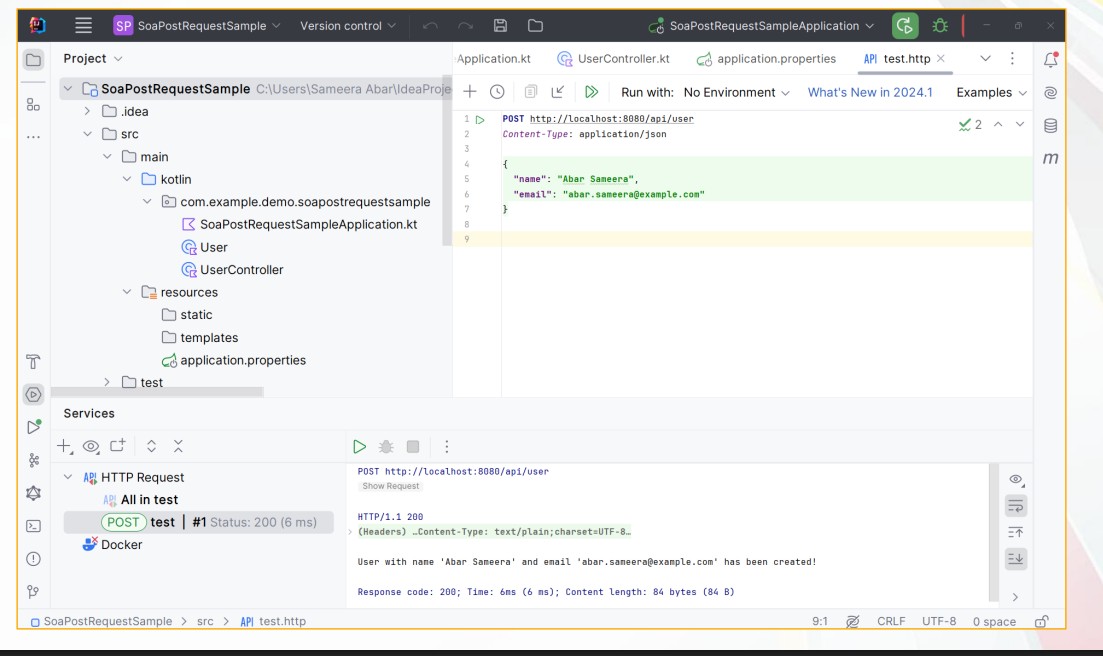 SP SoaPostRequestSample Version control SoaPostRequestSampleApplication
Project
Application.kt UserController.kt application.properties API test.http
SoaPostRequestSample C:\Users\Sameera Abar\IdeaProje
Run with: No Environment What's New in 2024.1 Examples
.idea
src
main
kotlin
com.example.demo.soapostrequestsample
SoaPostRequestSampleApplication.kt
User
UserController
resources
static
templates
application.properties
test
1 POST http://localhost:8080/api/user
2 Content-Type: application/json
3
4 {
5 "name": "Abar Sameera",
6 "email": "abar.sameera@example.com"
7 }
8
9
2
m
Services
API HTTP Request
API All in test
POST test | #1 Status: 200 (6 ms)
Docker
POST http://localhost:8080/api/user
Show Request
HTTP/1.1 200
(Headers) …Content-Type: text/plain;charset=UTF-8…
User with name 'Abar Sameera' and email 'abar.sameera@example.com' has been created!
Response code: 200; Time: 6ms (6 ms); Content length: 84 bytes (84 B)
SoaPostRequestSample > src > API test.http 9:1 CRLF UTF-8 0 space